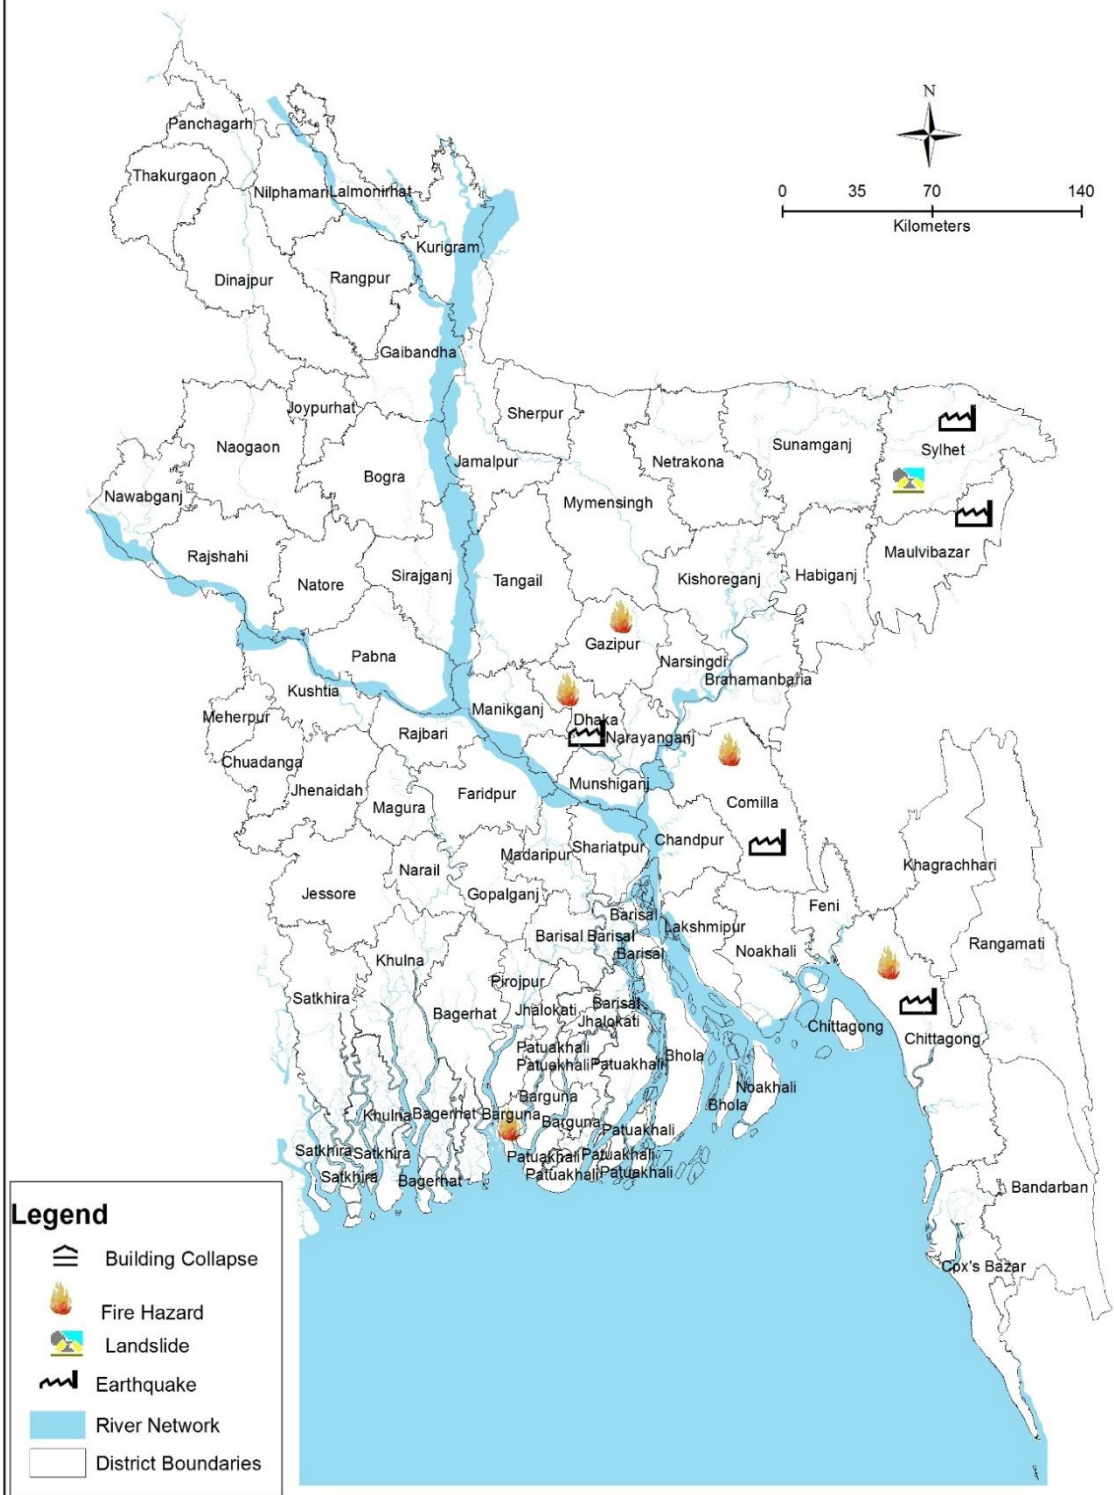 N
0 35 70 140
Kilometers
Panchagarh
Thakurgaon
Nilphamari
Lalmonirhat
Kurigram
Dinajpur
Rangpur
Gaibandha
Joypurhat
Sherpur
Naogaon
Sunamganj
Sylhet
Bogra
Jamalpur
Netrakona
Nawabganj
Mymensingh
Rajshahi
Maulvibazar
Natore
Sirajganj
Tangail
Kishoreganj
Habiganj
Gazipur
Pabna
Narsingdi
Brahamanbaria
Kushtia
Meherpur
Manikganj
Dhaka
Rajbari
Narayanganj
Chuadanga
Jhenaidah
Munshiganj
Magura
Faridpur
Comilla
Shariatpur
Chandpur
Madaripur
Khagrachhari
Narail
Jessore
Gopalganj
Feni
Barisal
Lakshmipur
Barisal
Barisal
Rangamati
Noakhali
Barisal
Khulna
Pirojpur
Satkhira
Bagerhat
Jhalokati
Barisal
Jhalokati
Chittagong
Chittagong
Patuakhali
Bhola
Patuakhali
Patuakhali
Noakhali
Barguna
Bhola
Khulna
Bagerhat
Barguna
Barguna
Patuakhali
Satkhira
Satkhira
Patuakhali
Patuakhali
Satkhira
Bagerhat
Patuakhali
Patuakhali
Bandarban
Cox's Bazar
Legend
Building Collapse
Fire Hazard
Landslide
Earthquake
River Network
District Boundaries